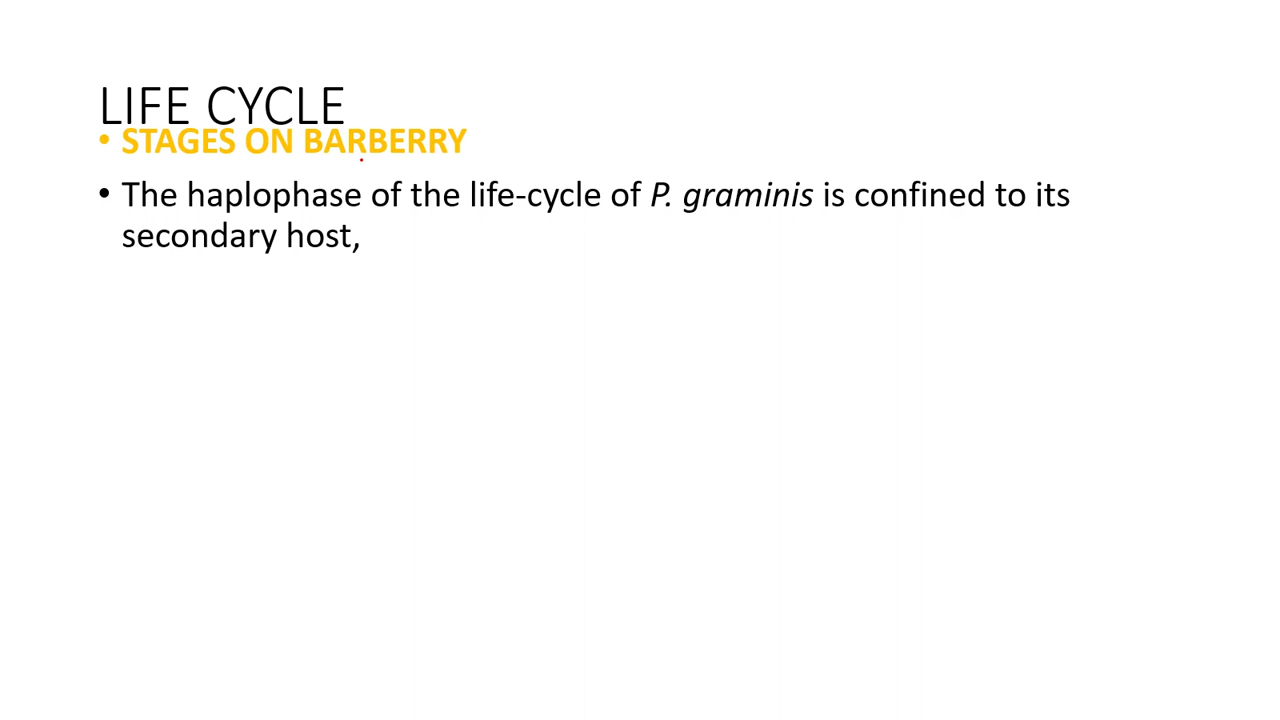 LIFE CYCLE
• STAGES ON BARBERRY
• The haplophase of the life-cycle of P. graminis is confined to its
secondary host,